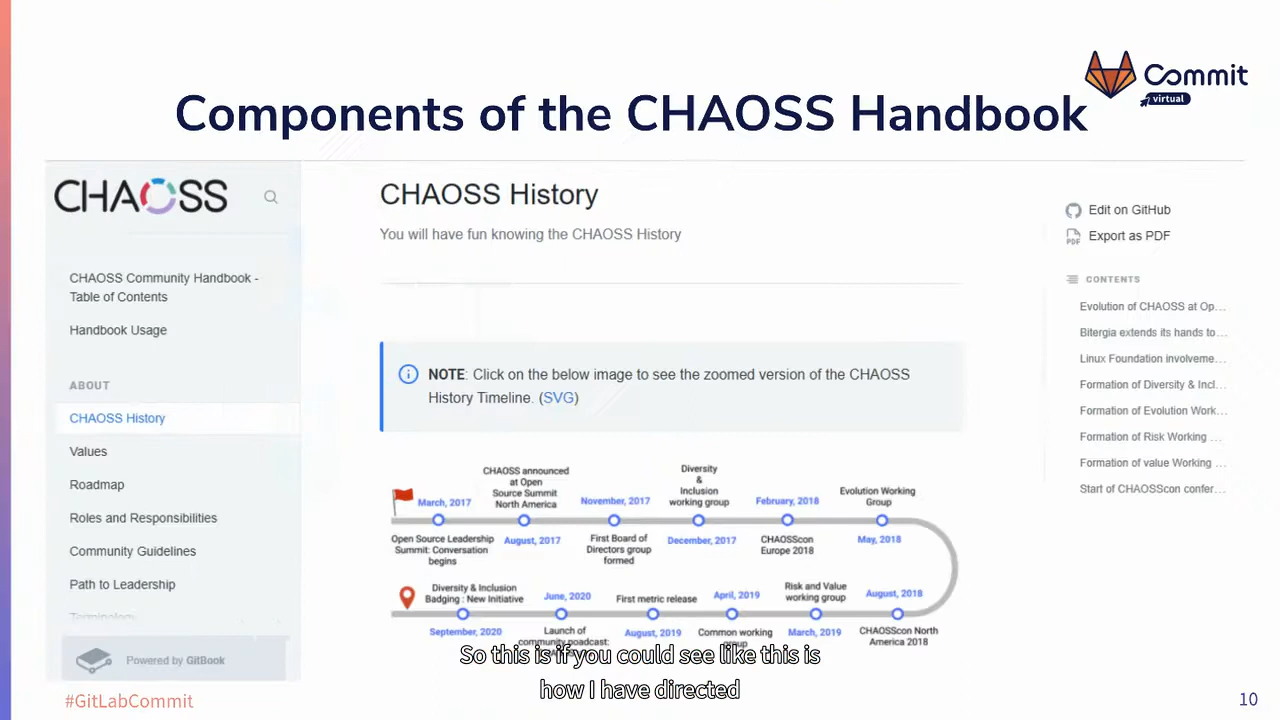 Commit
virtual
Components of the CHAOSS Handbook
CHAOSS
CHAOSS Community Handbook -
Table of Contents
Handbook Usage
ABOUT
CHAOSS History
Values
Roadmap
Roles and Responsibilities
Community Guidelines
Path to Leadership
Terminology
Powered by GitBook
CHAOSS History
You will have fun knowing the CHAOSS History
NOTE: Click on the below image to see the zoomed version of the CHAOSS
History Timeline. (SVG)
March, 2017
Open Source Leadership
Summit: Conversation
begins
CHAOSS announced
at Open
Source Summit
North America
August, 2017
November, 2017
First Board of
Directors group
formed
Diversity
&
Inclusion
working group
December, 2017
February, 2018
CHAOSScon
Europe 2018
Evolution Working
Group
May, 2018
Diversity & Inclusion
Badging : New Initiative
September, 2020
June, 2020
Launch of
community poadcast:
First metric release
August, 2019
April, 2019
Common working
group
Risk and Value
working group
March, 2019
August, 2018
CHAOSScon North
America 2018
Edit on GitHub
PDF
Export as PDF
CONTENTS
Evolution of CHAOSS at Op...
Bitergia extends its hands to...
Linux Foundation involveme...
Formation of Diversity & Incl...
Formation of Evolution Work...
Formation of Risk Working ...
Formation of value Working ...
Start of CHAOSScon confer...
So this is if you could see like this is
how I have directed
#GitLabCommit
10